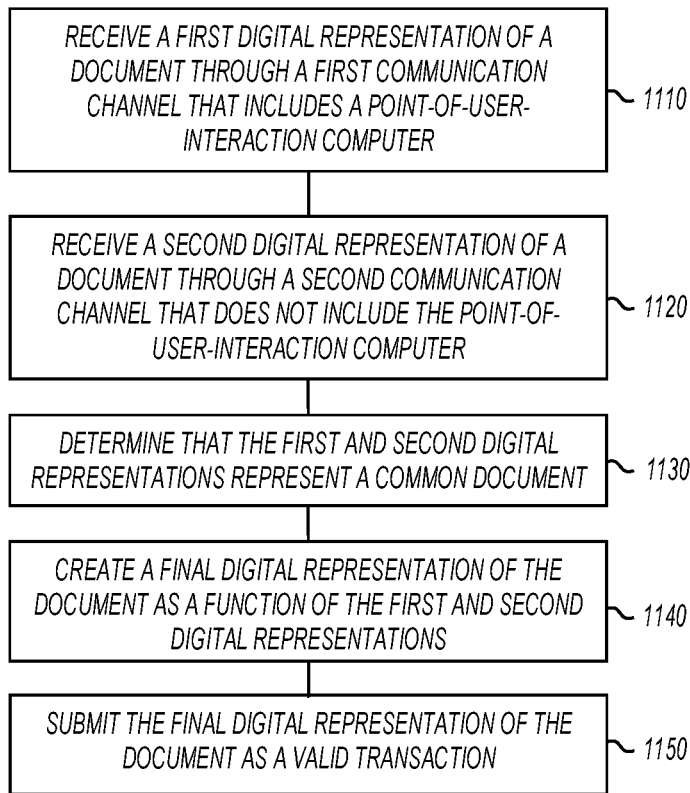 RECEIVE A FIRST DIGITAL REPRESENTATION OF A
DOCUMENT THROUGH A FIRST COMMUNICATION
CHANNEL THAT INCLUDES A POINT-OF-USER-
INTERACTION COMPUTER
1110
RECEIVE A SECOND DIGITAL REPRESENTATION OF A
DOCUMENT THROUGH A SECOND COMMUNICATION
CHANNEL THAT DOES NOT INCLUDE THE POINT-OF-
USER-INTERACTION COMPUTER
1120
DETERMINE THAT THE FIRST AND SECOND DIGITAL
REPRESENTATIONS REPRESENT A COMMON DOCUMENT
1130
CREATE A FINAL DIGITAL REPRESENTATION OF THE
DOCUMENT AS A FUNCTION OF THE FIRST AND SECOND
DIGITAL REPRESENTATIONS
1140
SUBMIT THE FINAL DIGITAL REPRESENTATION OF THE
DOCUMENT AS A VALID TRANSACTION
1150